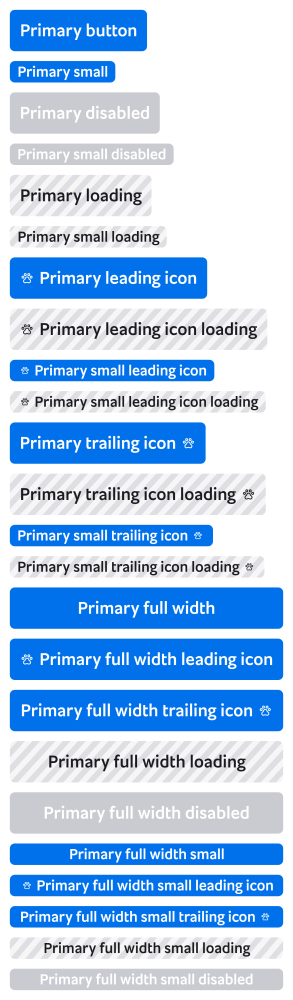 Primary button
Primary small
Primary disabled
Primary small disabled
Primary loading
Primary small loading
Primary leading icon
Primary leading icon loading
Primary small leading icon
Primary small leading icon loading
Primary trailing icon
Primary trailing icon loading
Primary small trailing icon
Primary small trailing icon loading
Primary full width
Primary full width leading icon
Primary full width trailing icon
Primary full width loading
Primary full width disabled
Primary full width small
Primary full width small leading icon
Primary full width small trailing icon
Primary full width small loading
Primary full width small disabled